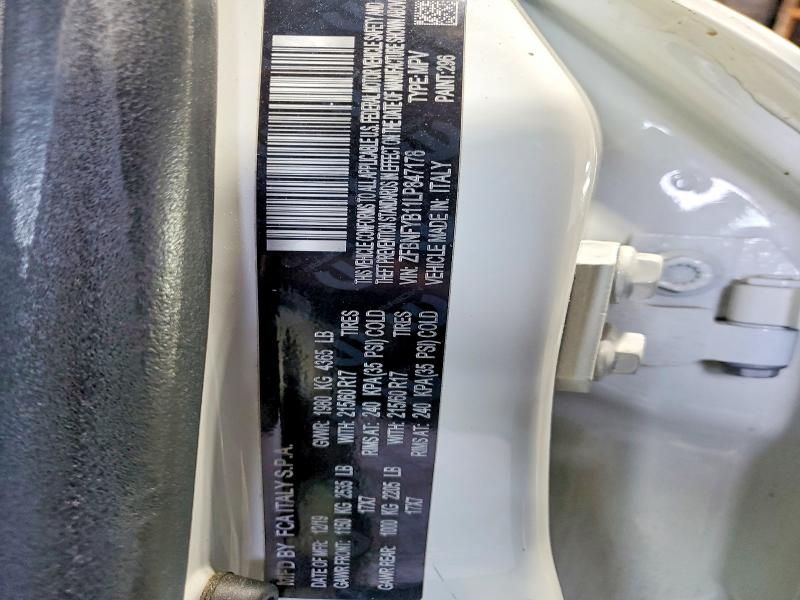 MFD BY: FCA ITALY S.P.A.
DATE OF MFR: 12/19 GVWR: 1980 KG 4365 LB
GAWR FRONT: 1150 KG 2535 LB WITH: 215/60 R17 TIRES
17X7 RIMS AT: 240 KPA(35 PSI) COLD
GAWR REAR: 1000 KG 2205 LB WITH: 215/60 R17 TIRES
17X7 RIMS AT: 240 KPA(35 PSI) COLD
THIS VEHICLE CONFORMS TO ALL APPLICABLE U.S. FEDERAL MOTOR VEHICLE SAFETY AND
THEFT PREVENTION STANDARDS IN EFFECT ON THE DATE OF MANUFACTURE SHOWN ABOVE
VIN: ZFBNFYB11LP847178 TYPE: MPV
VEHICLE MADE IN: ITALY PAINT: 296